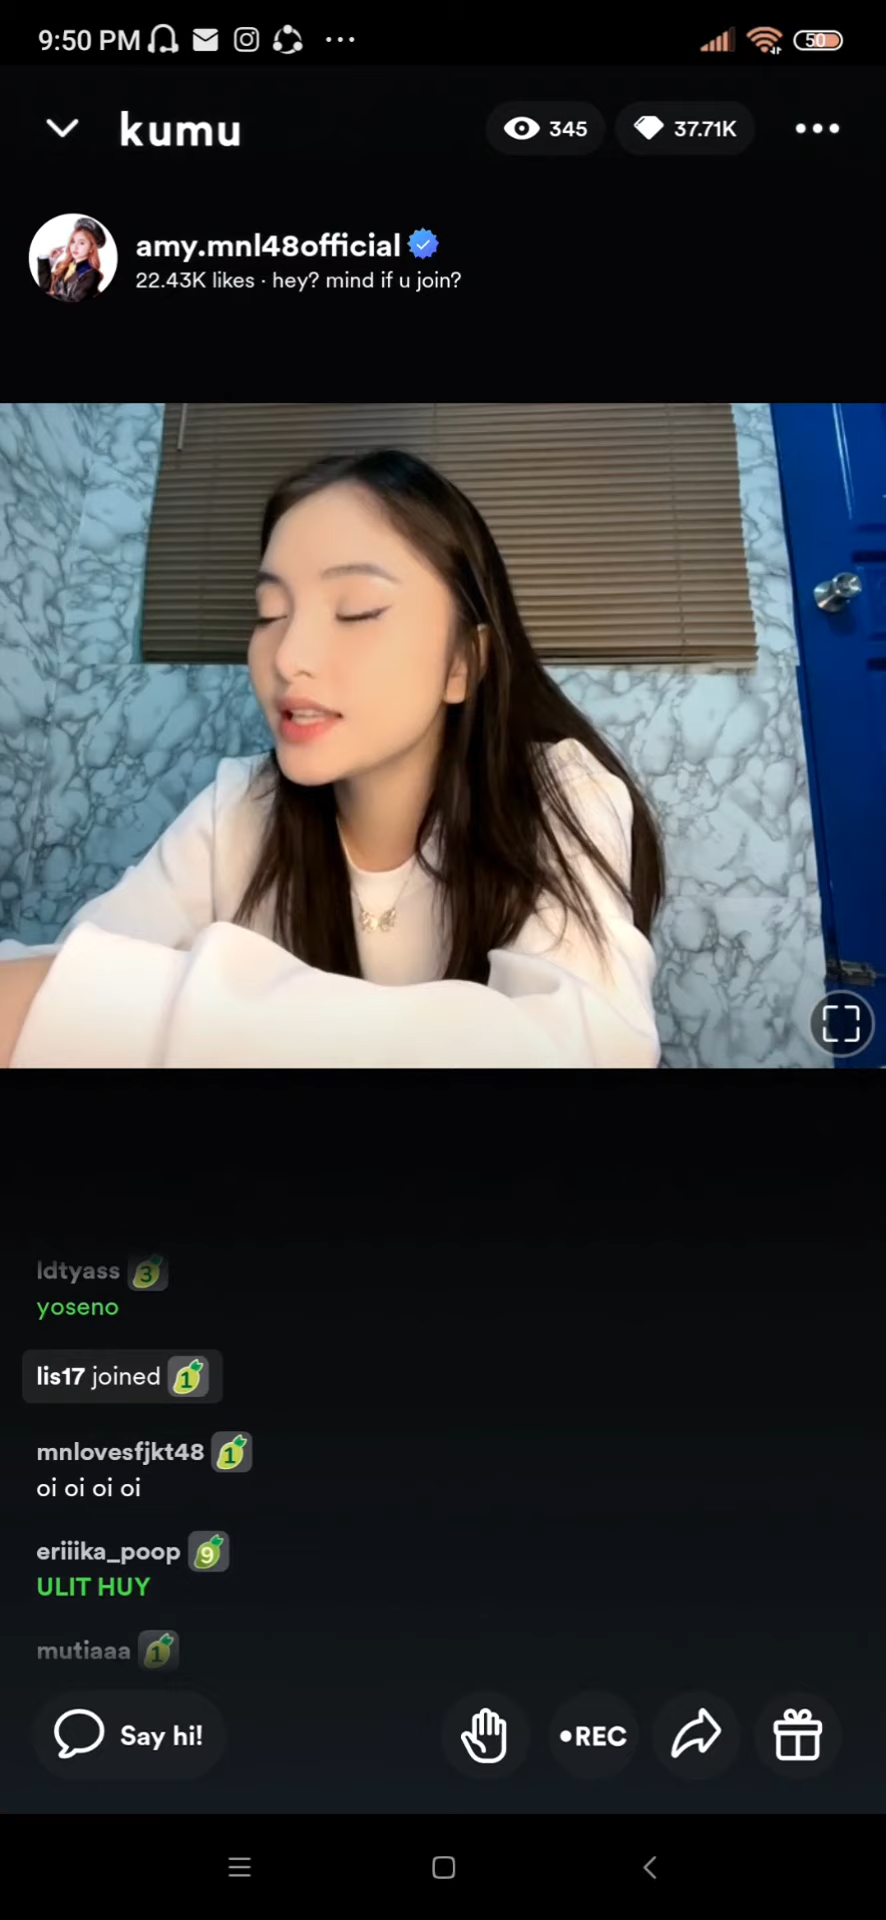 9:50 PM
50
kumu
345
37.71K
amy.mnl48official
22.43K likes · hey? mind if u join?
ldtyass 3
yoseno
lis17 joined 1
mnlovesfjkt48 1
oi oi oi oi
eriiika_poop 9
ULIT HUY
mutiaaa 1
Say hi!
•REC